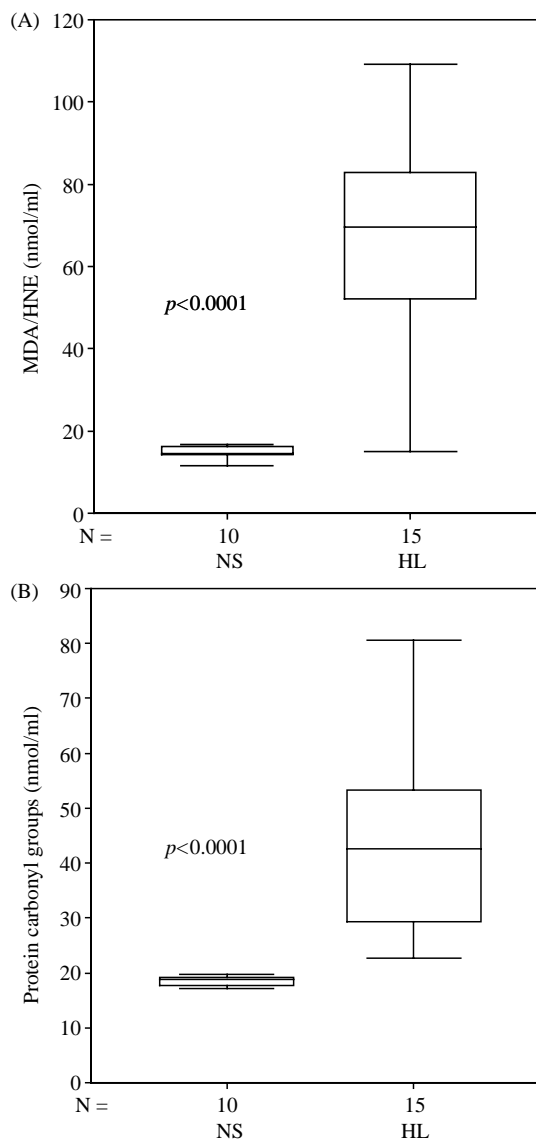 (A)
120
100
80
60
40
20
0
MDA/HNE (nmol/ml)
p<0.0001
N = 10 15
NS HL
(B)
90
80
70
60
50
40
30
20
10
0
Protein carbonyl groups (nmol/ml)
p<0.0001
N = 10 15
NS HL